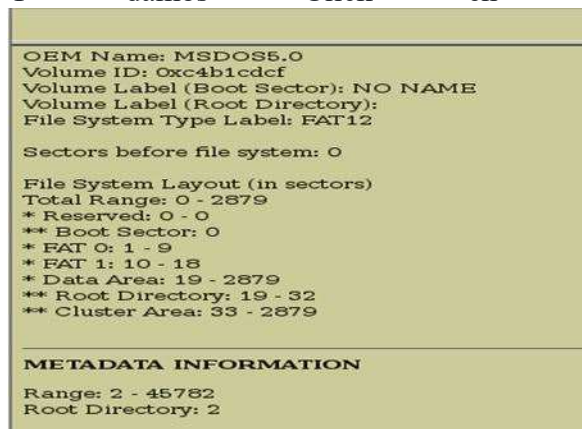 OEM Name: MSDOS5.0
Volume ID: 0xc4b1cdcf
Volume Label (Boot Sector): NO NAME
Volume Label (Root Directory):
File System Type Label: FAT12
Sectors before file system: 0
File System Layout (in sectors)
Total Range: 0 - 2879
* Reserved: 0 - 0
** Boot Sector: 0
* FAT 0: 1 - 9
* FAT 1: 10 - 18
* Data Area: 19 - 2879
** Root Directory: 19 - 32
** Cluster Area: 33 - 2879
METADATA INFORMATION
Range: 2 - 45782
Root Directory: 2